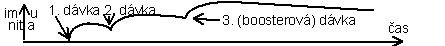 imu
nita
1. dávka
2. dávka
3. (boosterová) dávka
čas